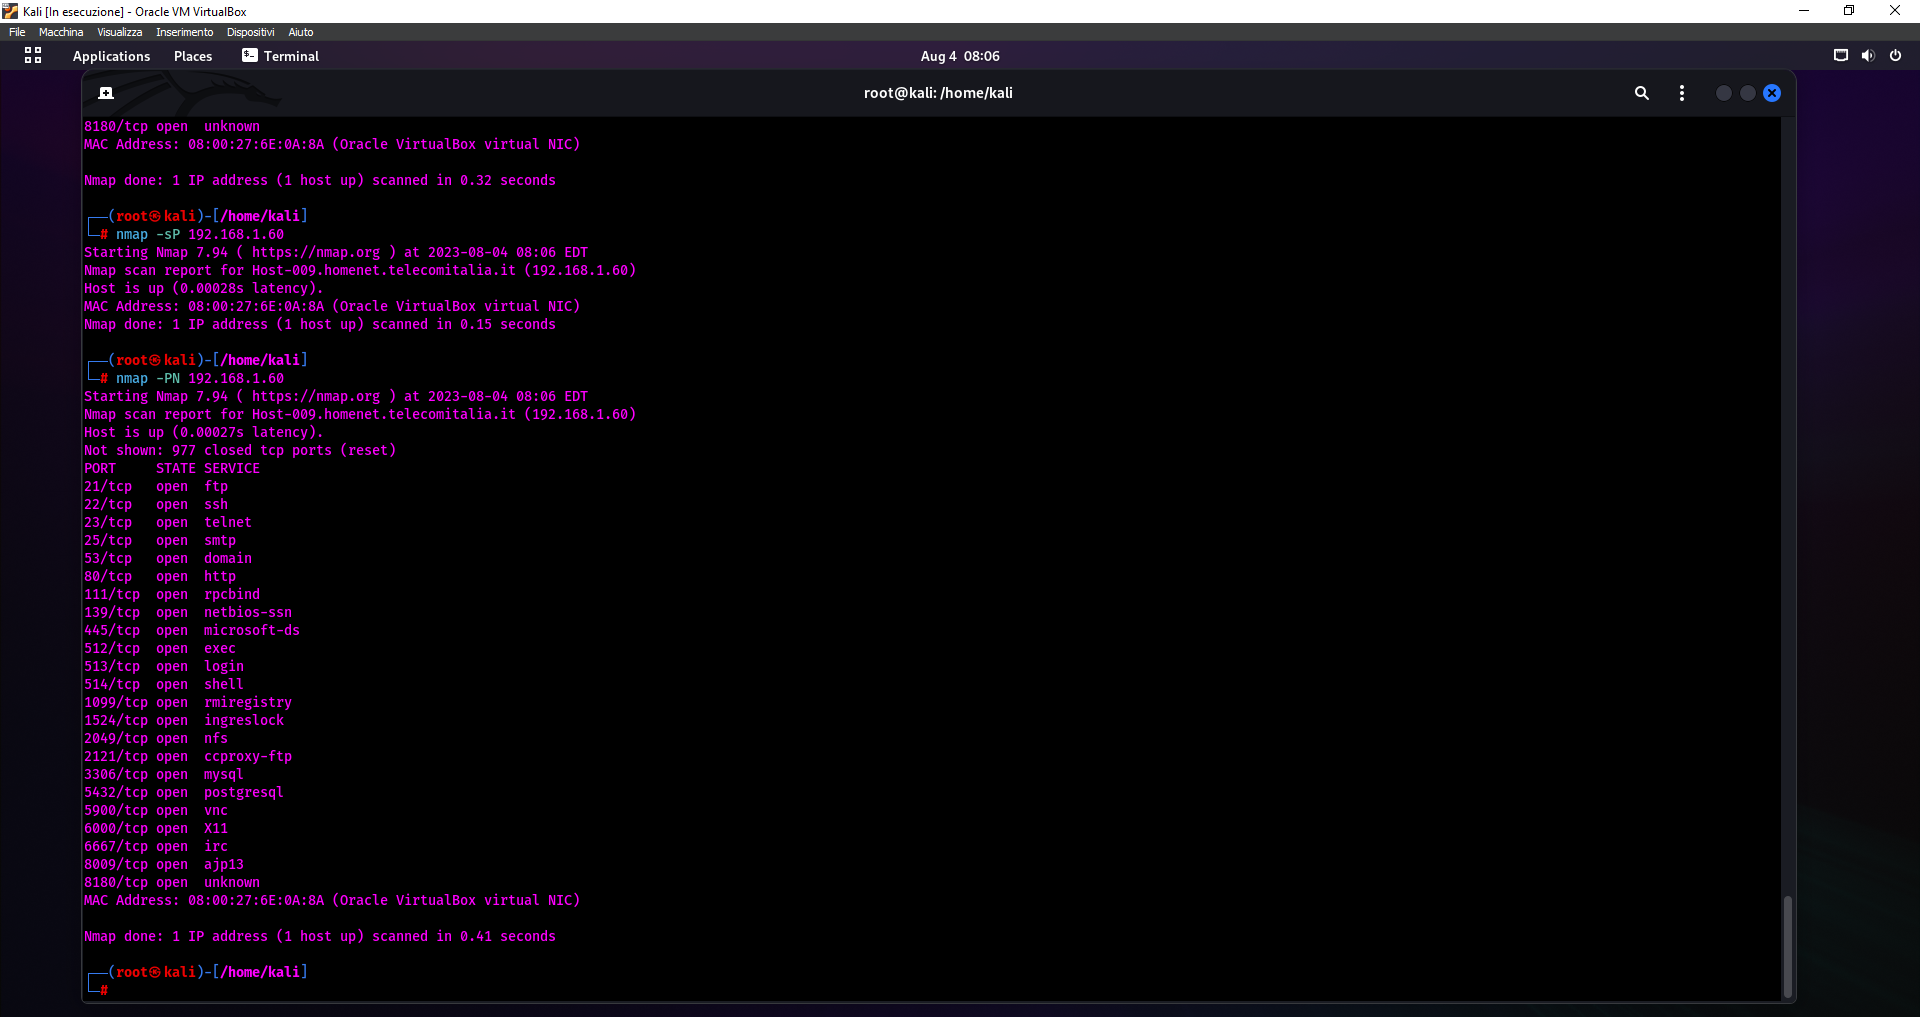 Kali [In esecuzione] - Oracle VM VirtualBox
File Macchina Visualizza Inserimento Dispositivi Aiuto
Applications Places Terminal Aug 4 08:06
root@kali: /home/kali
8180/tcp open  unknown
MAC Address: 08:00:27:6E:0A:8A (Oracle VirtualBox virtual NIC)

Nmap done: 1 IP address (1 host up) scanned in 0.32 seconds

┌──(root㉿kali)-[/home/kali]
└─# nmap -sP 192.168.1.60
Starting Nmap 7.94 ( https://nmap.org ) at 2023-08-04 08:06 EDT
Nmap scan report for Host-009.homenet.telecomitalia.it (192.168.1.60)
Host is up (0.00028s latency).
MAC Address: 08:00:27:6E:0A:8A (Oracle VirtualBox virtual NIC)
Nmap done: 1 IP address (1 host up) scanned in 0.15 seconds

┌──(root㉿kali)-[/home/kali]
└─# nmap -PN 192.168.1.60
Starting Nmap 7.94 ( https://nmap.org ) at 2023-08-04 08:06 EDT
Nmap scan report for Host-009.homenet.telecomitalia.it (192.168.1.60)
Host is up (0.00027s latency).
Not shown: 977 closed tcp ports (reset)
PORT     STATE SERVICE
21/tcp   open  ftp
22/tcp   open  ssh
23/tcp   open  telnet
25/tcp   open  smtp
53/tcp   open  domain
80/tcp   open  http
111/tcp  open  rpcbind
139/tcp  open  netbios-ssn
445/tcp  open  microsoft-ds
512/tcp  open  exec
513/tcp  open  login
514/tcp  open  shell
1099/tcp open  rmiregistry
1524/tcp open  ingreslock
2049/tcp open  nfs
2121/tcp open  ccproxy-ftp
3306/tcp open  mysql
5432/tcp open  postgresql
5900/tcp open  vnc
6000/tcp open  X11
6667/tcp open  irc
8009/tcp open  ajp13
8180/tcp open  unknown
MAC Address: 08:00:27:6E:0A:8A (Oracle VirtualBox virtual NIC)

Nmap done: 1 IP address (1 host up) scanned in 0.41 seconds

┌──(root㉿kali)-[/home/kali]
└─#